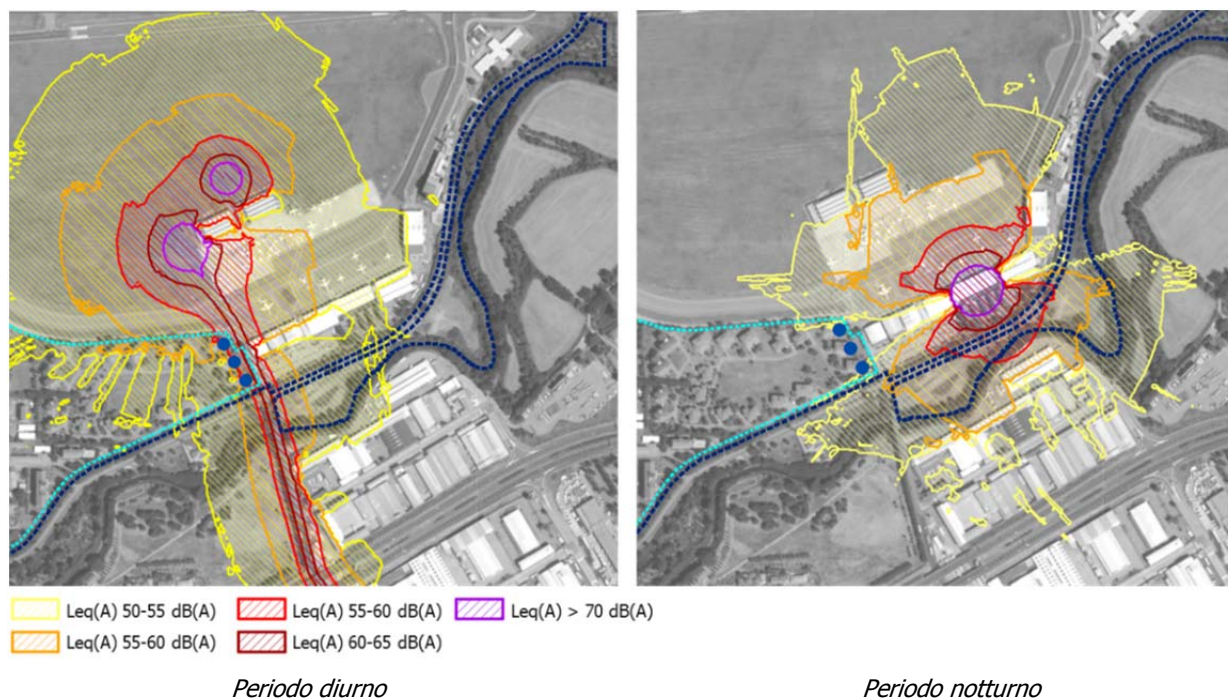 Leq(A) 50-55 dB(A) Leq(A) 55-60 dB(A) Leq(A) > 70 dB(A)
Leq(A) 55-60 dB(A) Leq(A) 60-65 dB(A)
Periodo diurno Periodo notturno